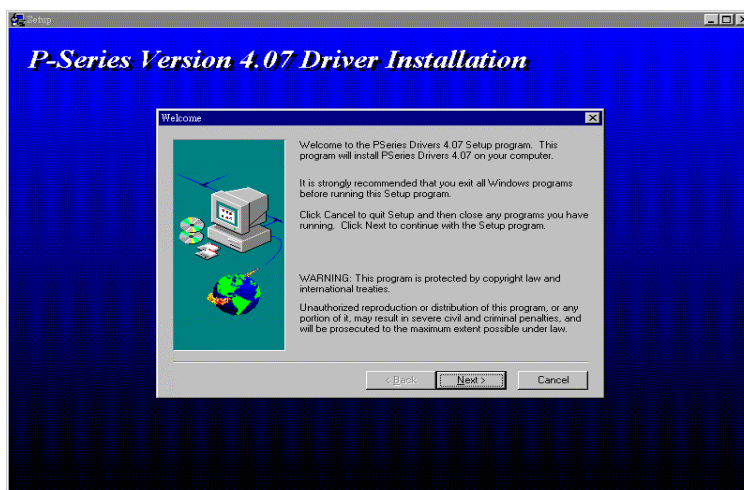 Setup
P-Series Version 4.07 Driver Installation
Welcome
Welcome to the PSeries Drivers 4.07 Setup program. This
program will install PSeries Drivers 4.07 on your computer.
It is strongly recommended that you exit all Windows programs
before running this Setup program.
Click Cancel to quit Setup and then close any programs you have
running. Click Next to continue with the Setup program.
WARNING: This program is protected by copyright law and
international treaties.
Unauthorized reproduction or distribution of this program, or any
portion of it, may result in severe civil and criminal penalties, and
will be prosecuted to the maximum extent possible under law.
< Back
Next >
Cancel